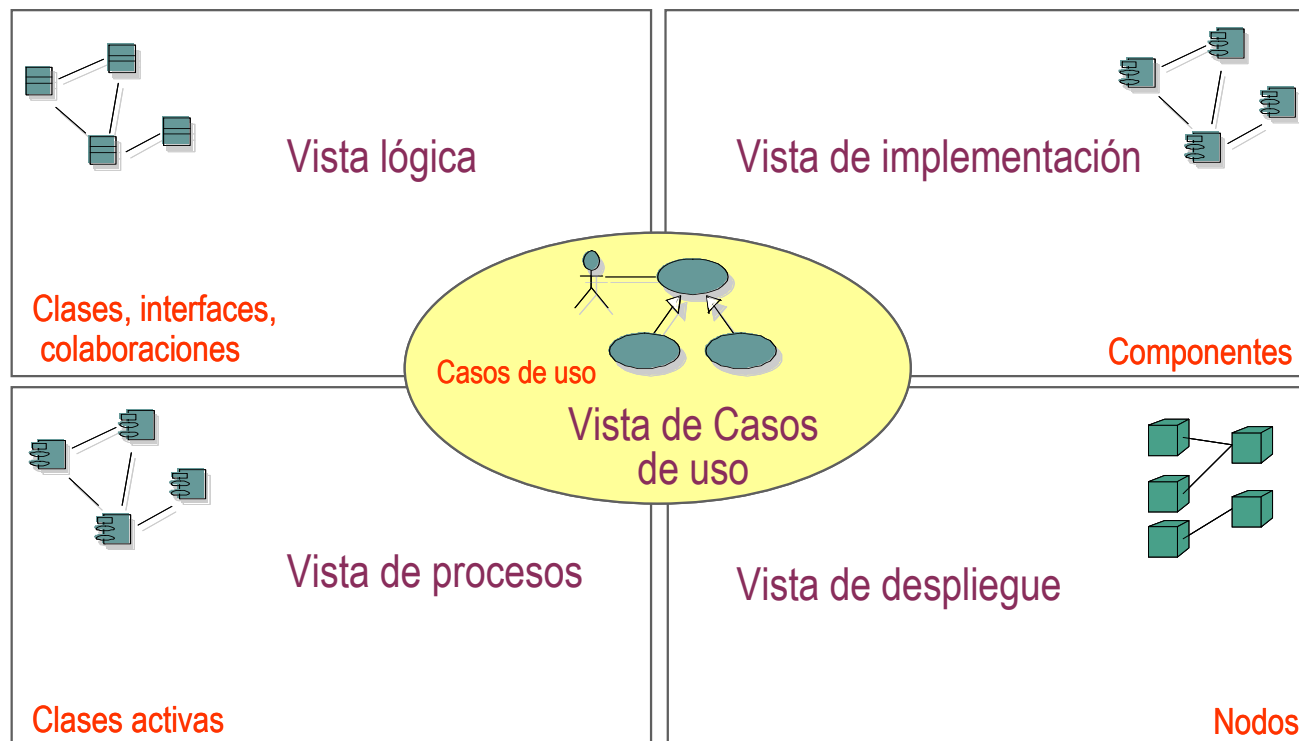 Vista lógica
Clases, interfaces,
colaboraciones
Vista de implementación
Componentes
Casos de uso
Vista de Casos
de uso
Vista de procesos
Clases activas
Vista de despliegue
Nodos